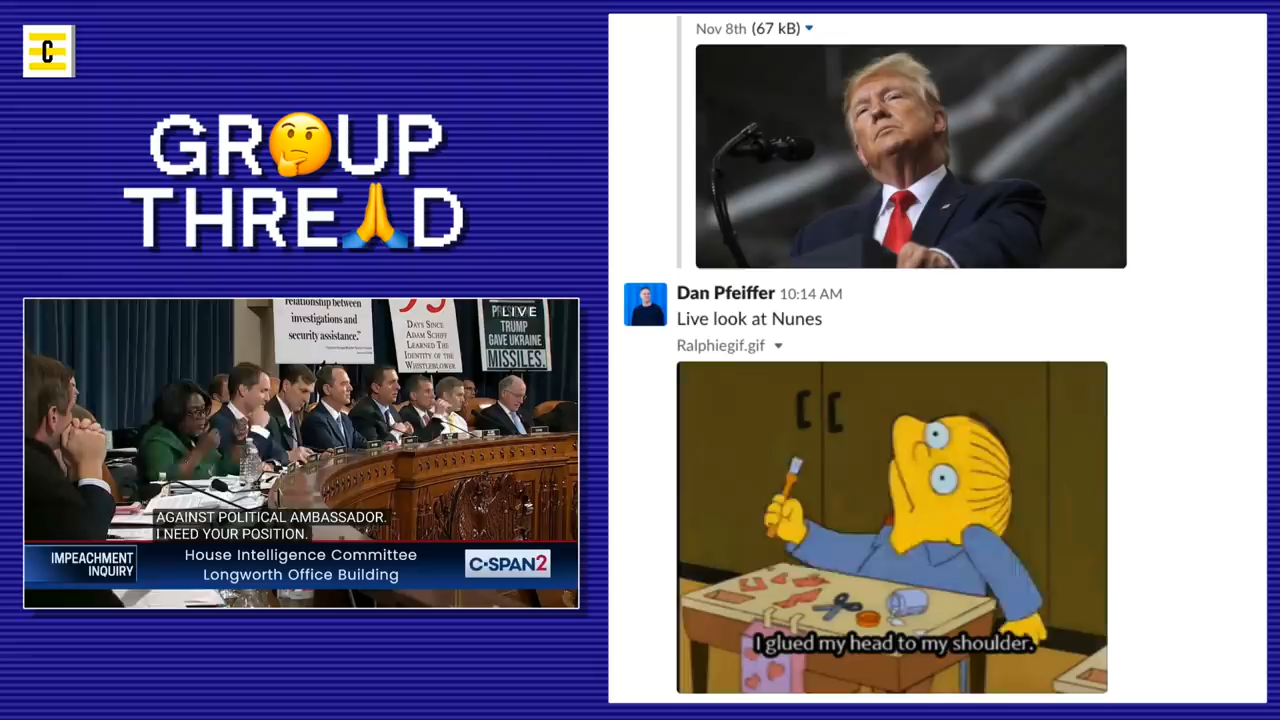 C
GR🤔UP
THRE🙏D
relationship between
investigations and
security assistance."
DAYS SINCE
ADAM SCHIFF
LEARNED THE
IDENTITY OF THE
WHISTLEBLOWER
LIVE
TRUMP
GAVE UKRAINE
MISSILES.
AGAINST POLITICAL AMBASSADOR.
I NEED YOUR POSITION.
IMPEACHMENT
INQUIRY
House Intelligence Committee
Longworth Office Building
C-SPAN2
Nov 8th (67 kB)
Dan Pfeiffer 10:14 AM
Live look at Nunes
Ralphiegif.gif
I glued my head to my shoulder.